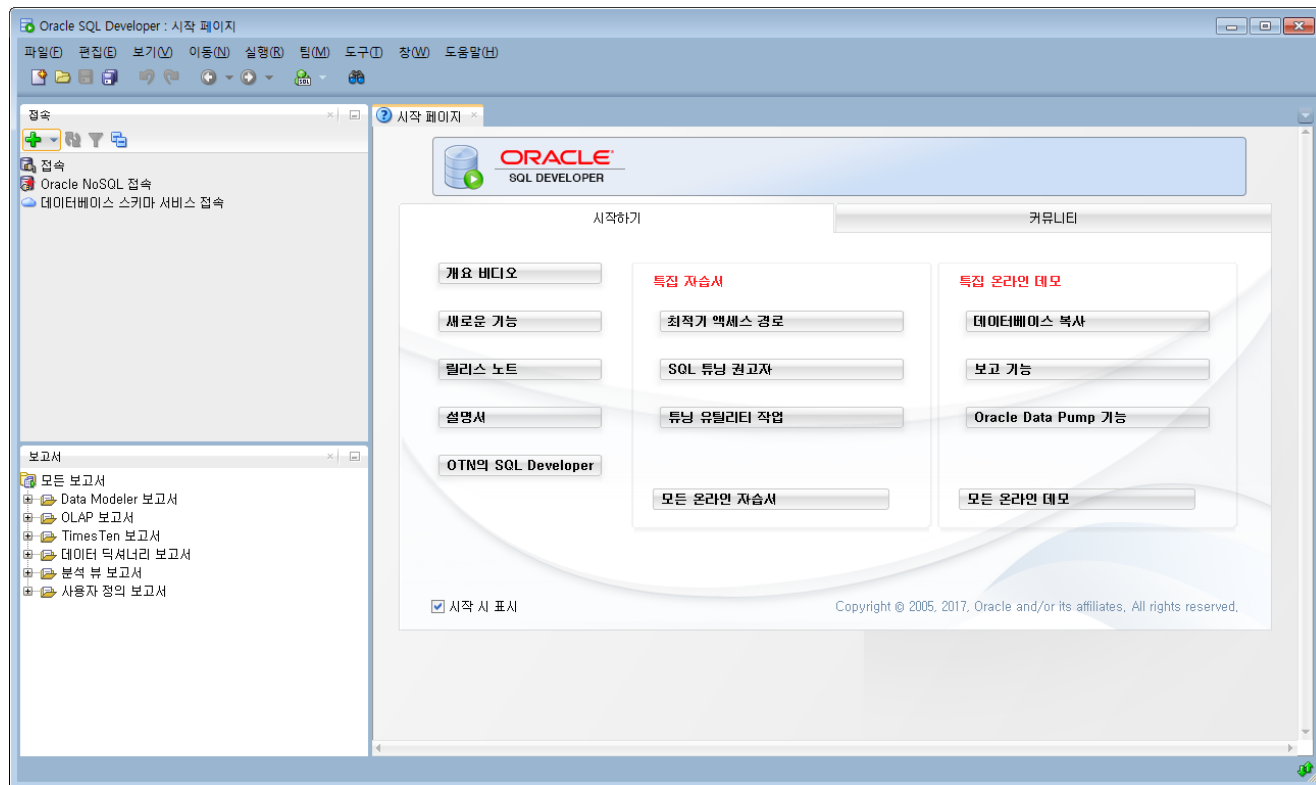 Oracle SQL Developer : 시작 페이지
파일(F) 편집(E) 보기(V) 이동(N) 실행(R) 팀(M) 도구(T) 창(W) 도움말(H)
접속
접속
Oracle NoSQL 접속
데이터베이스 스키마 서비스 접속
보고서
모든 보고서
Data Modeler 보고서
OLAP 보고서
TimesTen 보고서
데이터 딕셔너리 보고서
분석 뷰 보고서
사용자 정의 보고서
시작 페이지
ORACLE
SQL DEVELOPER
시작하기
커뮤니티
개요 비디오
새로운 기능
릴리스 노트
설명서
OTN의 SQL Developer
특집 자습서
최적기 액세스 경로
SQL 튜닝 권고자
튜닝 유틸리티 작업
모든 온라인 자습서
특집 온라인 데모
데이터베이스 복사
보고 기능
Oracle Data Pump 기능
모든 온라인 데모
시작 시 표시
Copyright © 2005, 2017, Oracle and/or its affiliates, All rights reserved,